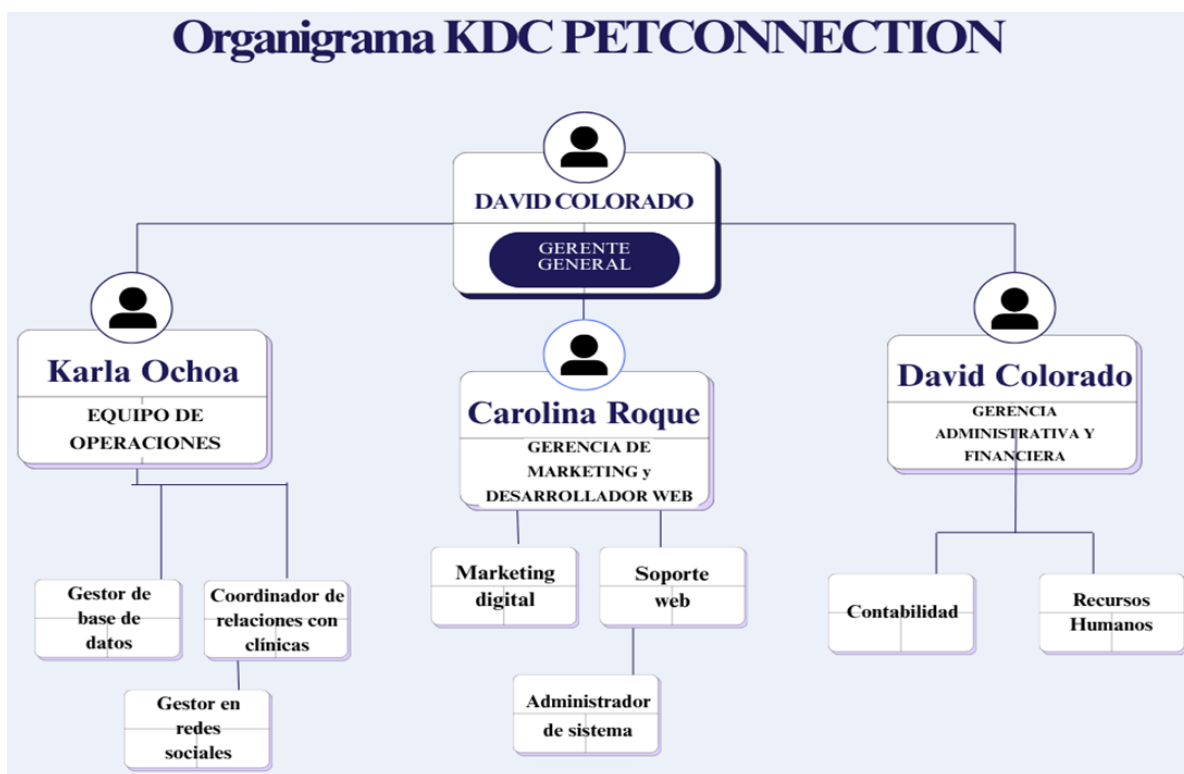 Organigrama KDC PETCONNECTION
DAVID COLORADO
GERENTE
GENERAL
Karla Ochoa
EQUIPO DE
OPERACIONES
Carolina Roque
GERENCIA DE
MARKETING y
DESARROLLADOR WEB
David Colorado
GERENCIA
ADMINISTRATIVA Y
FINANCIERA
Gestor de
base de
datos
Coordinador de
relaciones con
clínicas
Gestor en
redes
sociales
Marketing
digital
Soporte
web
Administrador
de sistema
Contabilidad
Recursos
Humanos